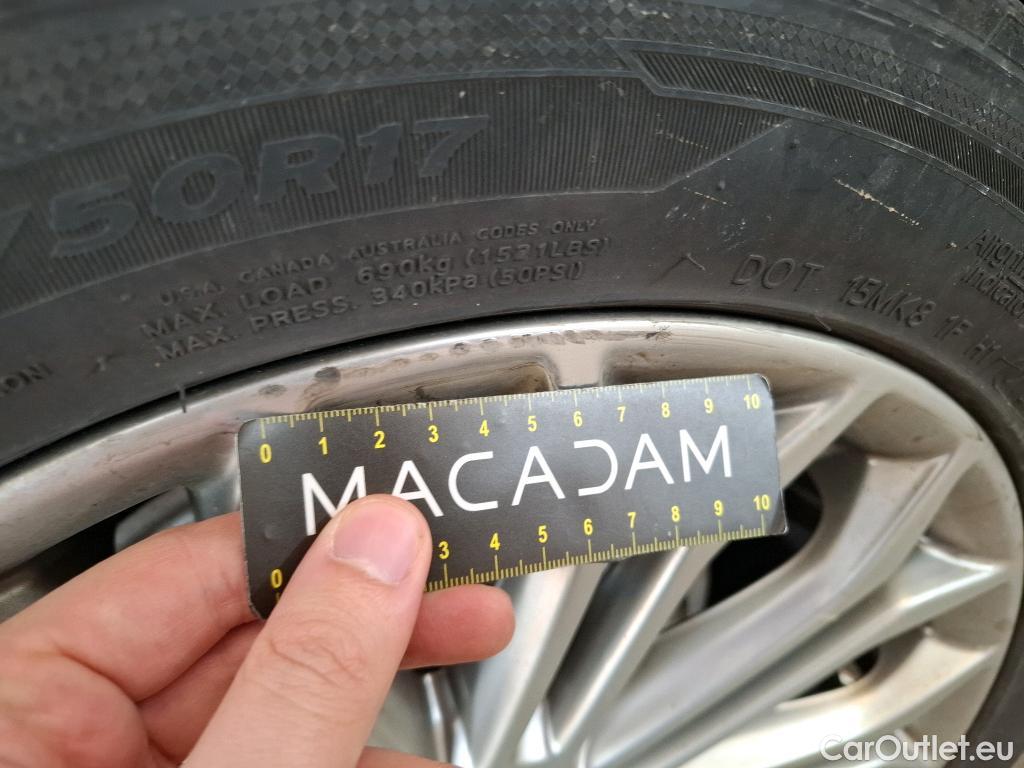 /50R17
U.S.A. CANADA AUSTRALIA CODES ONLY
MAX. LOAD 690kg (1521LBS)
MAX. PRESS. 340kPa (50PSI)
DOT 15MK8 1F
0 1 2 3 4 5 6 7 8 9 10
MACADAM
0 3 4 5 6 7 8 9 10
CarOutlet.eu